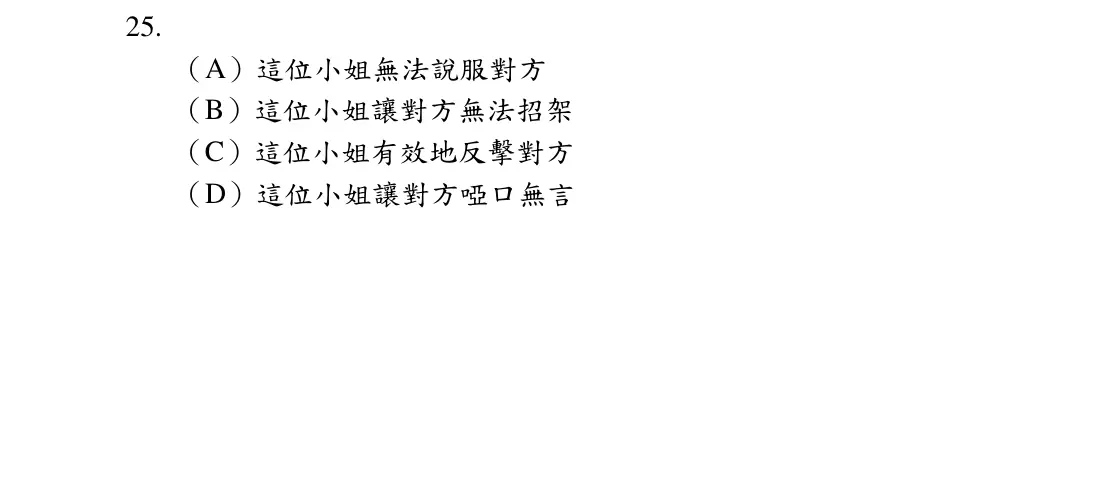 25.
（A）這位小姐無法說服對方
（B）這位小姐讓對方無法招架
（C）這位小姐有效地反擊對方
（D）這位小姐讓對方啞口無言